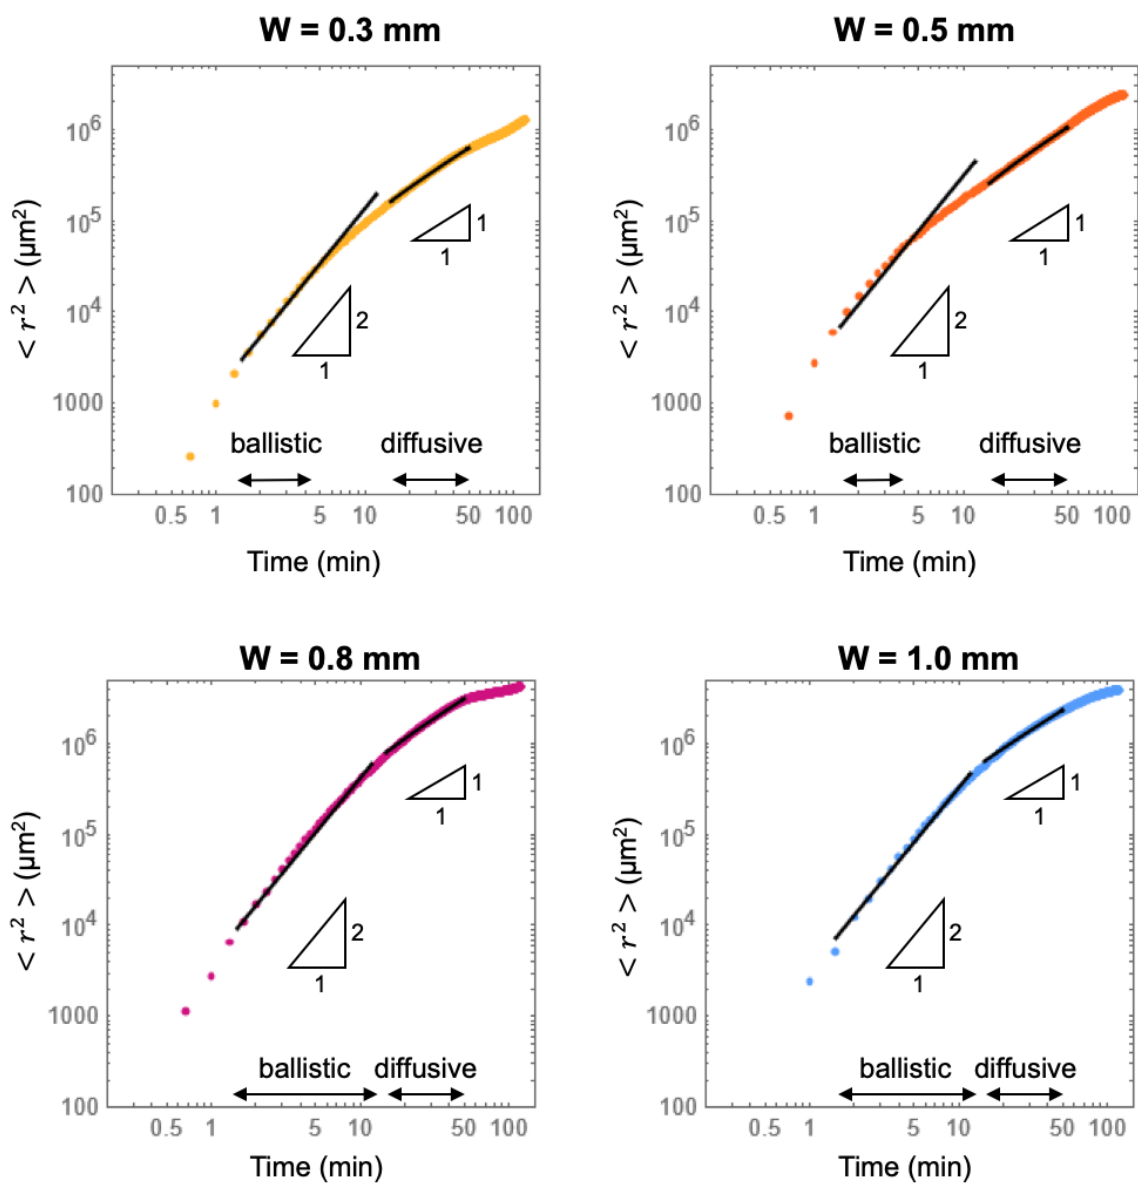 W = 0.3 mm
10^6
10^5
10^4
1000
100
< r^2 > (μm^2)
1
1
2
1
ballistic diffusive
0.5 1 5 10 50 100
Time (min)
W = 0.5 mm
10^6
10^5
10^4
1000
100
< r^2 > (μm^2)
1
1
2
1
ballistic diffusive
0.5 1 5 10 50 100
Time (min)
W = 0.8 mm
10^6
10^5
10^4
1000
100
< r^2 > (μm^2)
1
1
2
1
ballistic diffusive
0.5 1 5 10 50 100
Time (min)
W = 1.0 mm
10^6
10^5
10^4
1000
100
< r^2 > (μm^2)
1
1
2
1
ballistic diffusive
0.5 1 5 10 50 100
Time (min)